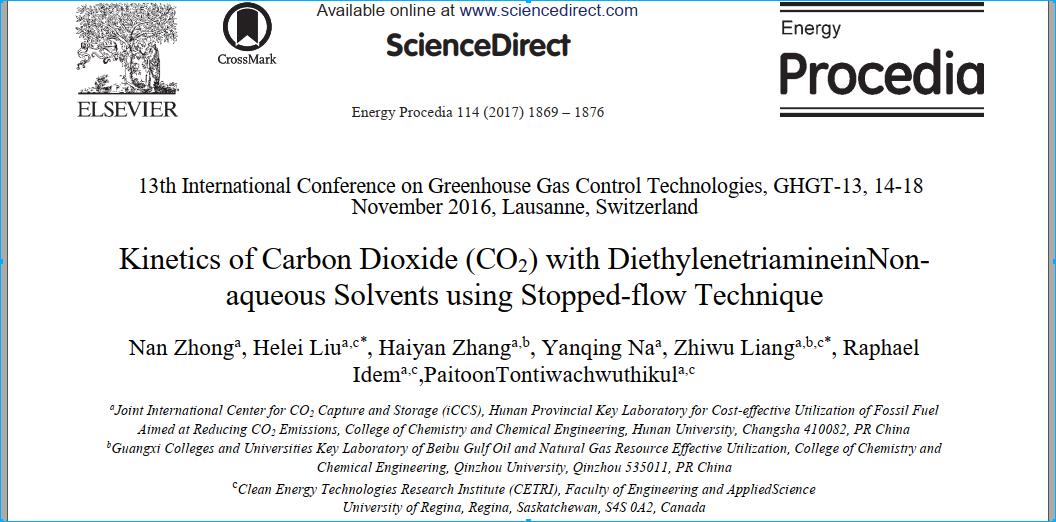 Available online at www.sciencedirect.com
ScienceDirect
CrossMark
ELSEVIER
Energy
Procedia
Energy Procedia 114 (2017) 1869 – 1876
13th International Conference on Greenhouse Gas Control Technologies, GHGT-13, 14-18
November 2016, Lausanne, Switzerland
Kinetics of Carbon Dioxide (CO₂) with DiethylenetriamineinNon-
aqueous Solvents using Stopped-flow Technique
Nan Zhongᵃ, Helei Liuᵃ,ᶜ*, Haiyan Zhangᵃ,ᵇ, Yanqing Naᵃ, Zhiwu Liangᵃ,ᵇ,ᶜ*, Raphael
Idemᵃ,ᶜ,PaitoonTontiwachwuthikulᵃ,ᶜ
ᵃJoint International Center for CO₂ Capture and Storage (iCCS), Hunan Provincial Key Laboratory for Cost-effective Utilization of Fossil Fuel
Aimed at Reducing CO₂ Emissions, College of Chemistry and Chemical Engineering, Hunan University, Changsha 410082, PR China
ᵇGuangxi Colleges and Universities Key Laboratory of Beibu Gulf Oil and Natural Gas Resource Effective Utilization, College of Chemistry and
Chemical Engineering, Qinzhou University, Qinzhou 535011, PR China
ᶜClean Energy Technologies Research Institute (CETRI), Faculty of Engineering and AppliedScience
University of Regina, Regina, Saskatchewan, S4S 0A2, Canada